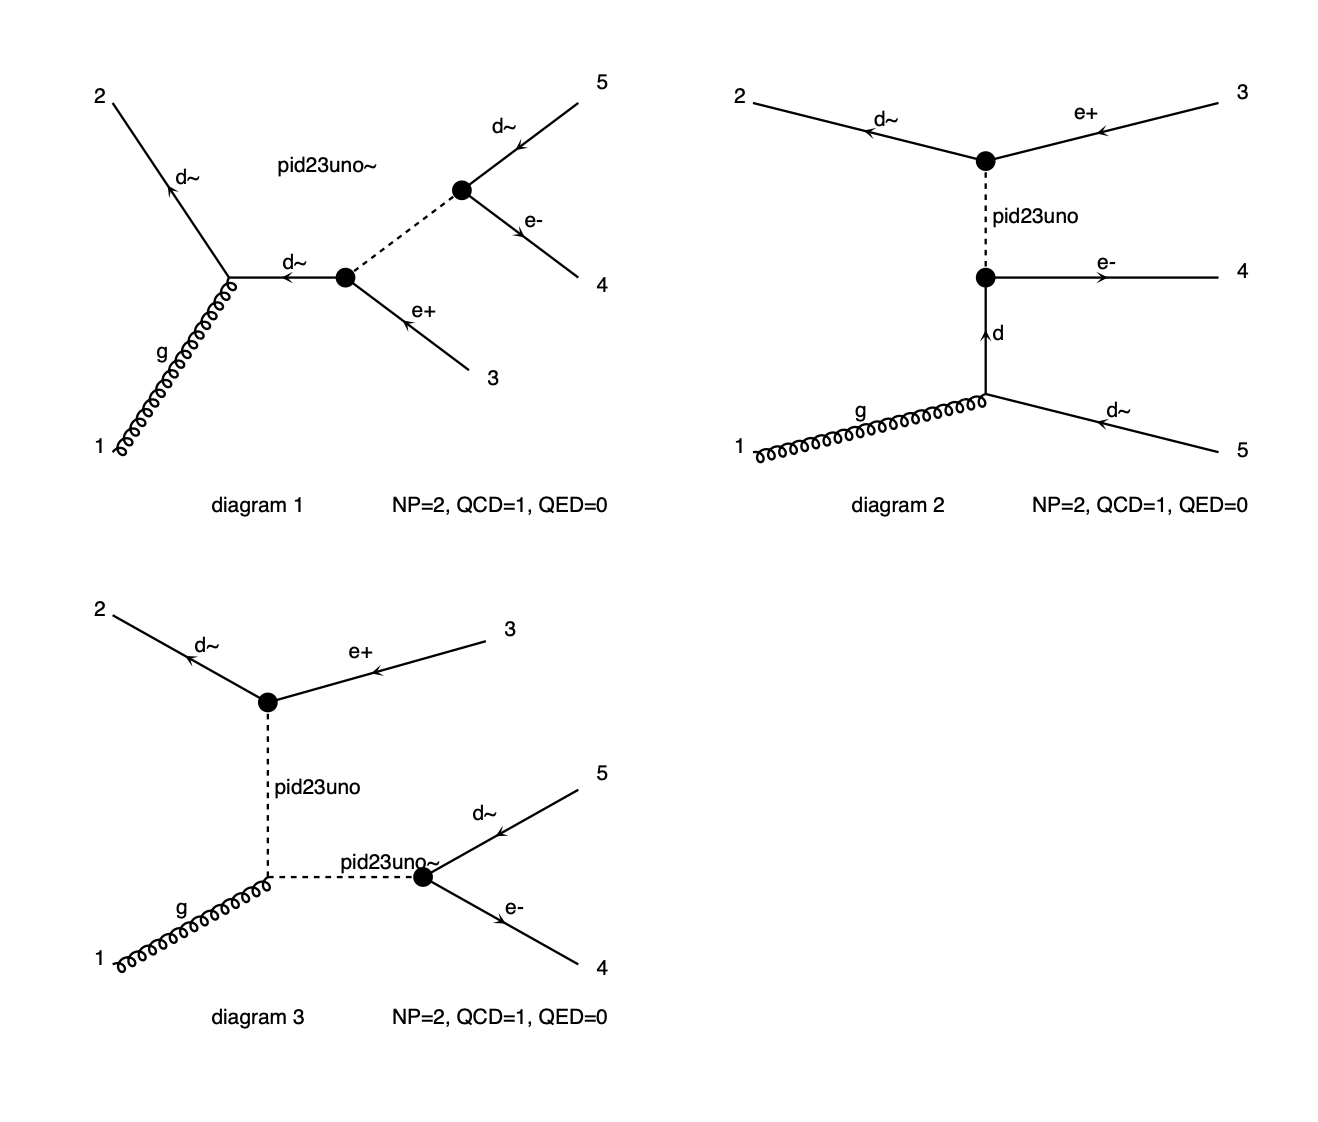 2
d~
pid23uno~
d~
5
e-
4
d~
e+
3
g
1
diagram 1 NP=2, QCD=1, QED=0
2
d~
e+
3
pid23uno
e-
4
d
g
1
d~
5
diagram 2 NP=2, QCD=1, QED=0
2
d~
e+
3
pid23uno
5
d~
pid23uno~
g
1
e-
4
diagram 3 NP=2, QCD=1, QED=0